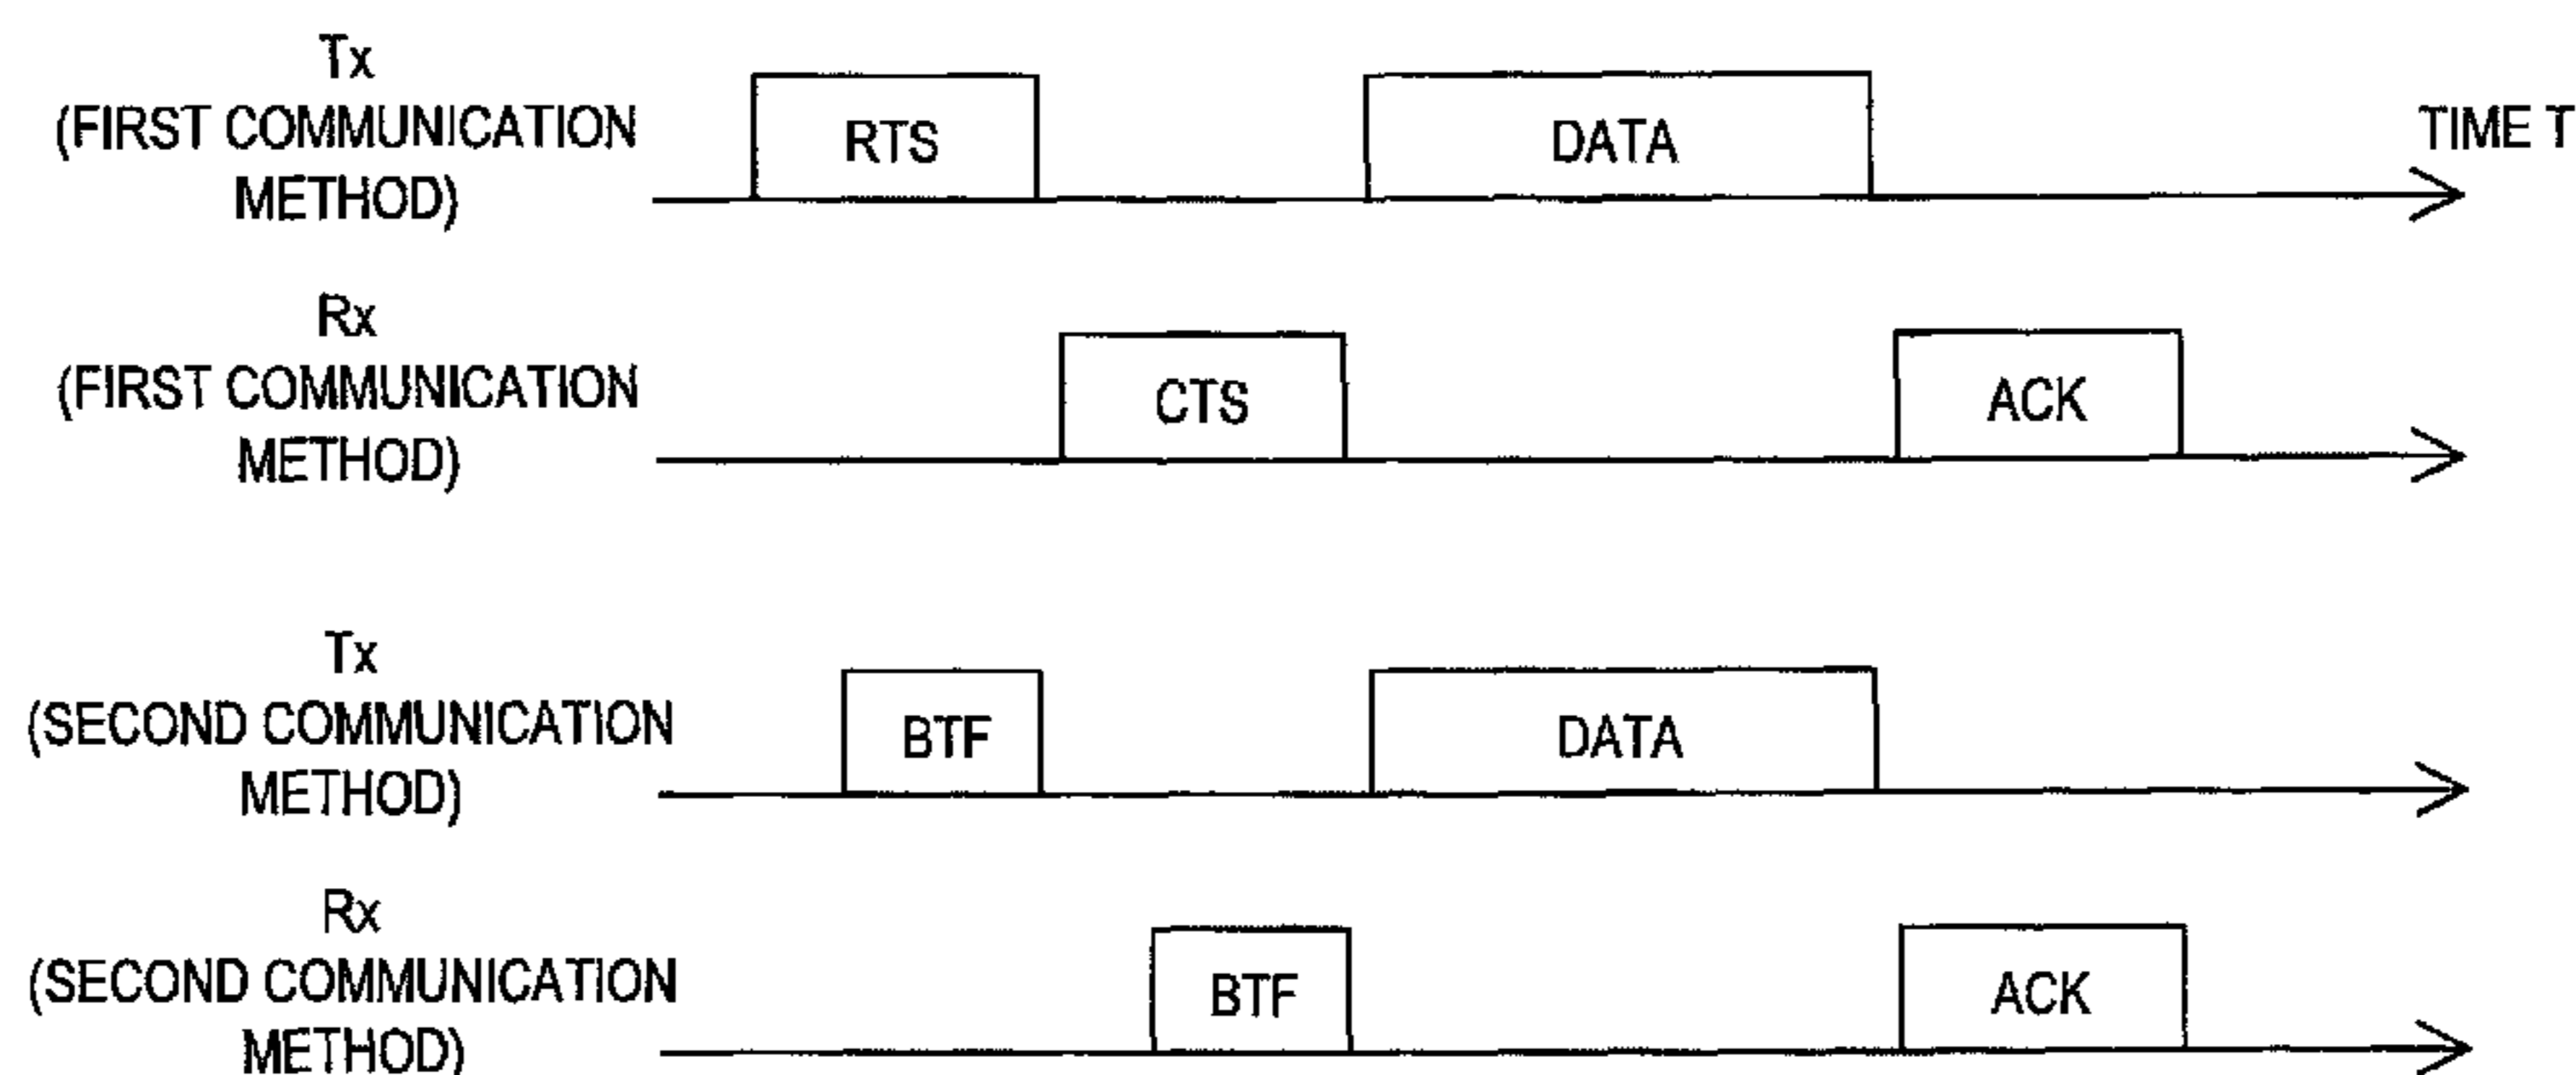 Tx
(FIRST COMMUNICATION
METHOD)
RTS
DATA
TIME T
Rx
(FIRST COMMUNICATION
METHOD)
CTS
ACK
Tx
(SECOND COMMUNICATION
METHOD)
BTF
DATA
Rx
(SECOND COMMUNICATION
METHOD)
BTF
ACK